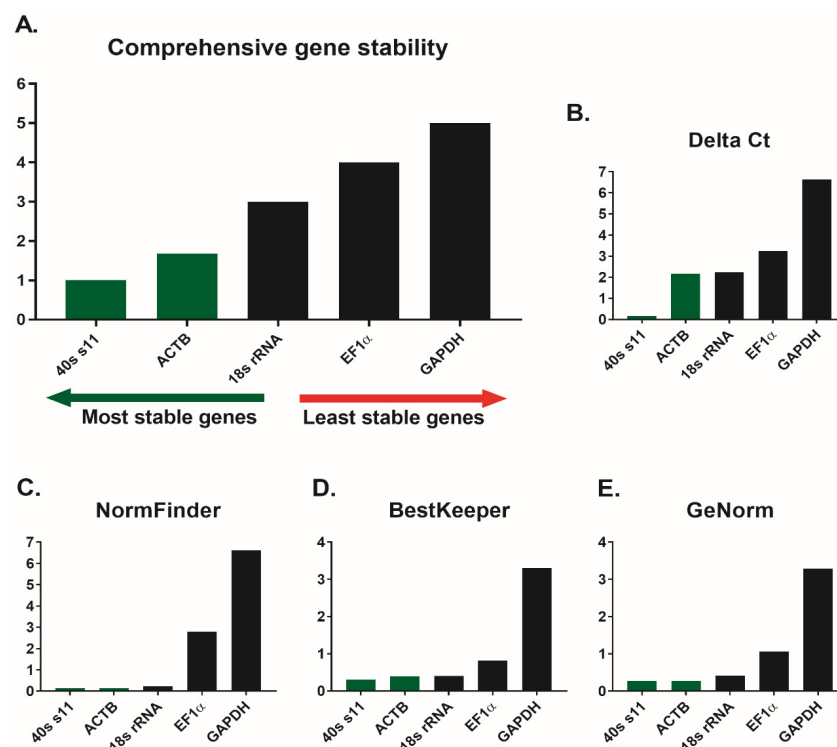 A.
Comprehensive gene stability
6
5
4
3
2
1
0
40s s11
ACTB
18s rRNA
EF1α
GAPDH
Most stable genes
Least stable genes
B.
Delta Ct
7
6
5
4
3
2
1
0
40s s11
ACTB
18s rRNA
EF1α
GAPDH
C.
NormFinder
7
6
5
4
3
2
1
0
40s s11
ACTB
18s rRNA
EF1α
GAPDH
D.
BestKeeper
4
3
2
1
0
40s s11
ACTB
18s rRNA
EF1α
GAPDH
E.
GeNorm
4
3
2
1
0
40s s11
ACTB
18s rRNA
EF1α
GAPDH